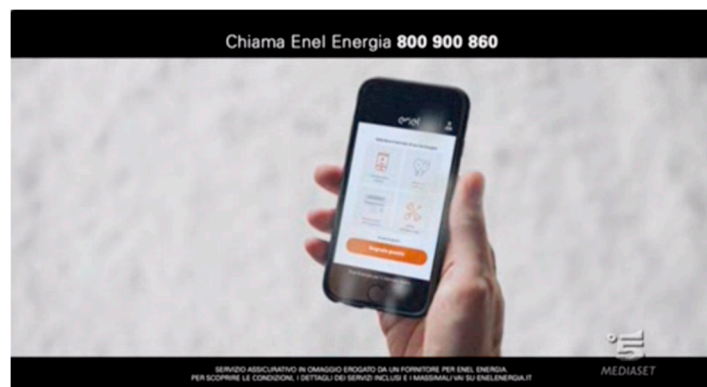 Chiama Enel Energia 800 900 860
enel
5
MEDIASET
SERVIZIO ASSICURATIVO IN OMAGGIO EROGATO DA UN FORNITORE PER ENEL ENERGIA.
PER SCOPRIRE LE CONDIZIONI, I DETTAGLI DEI SERVIZI INCLUSI E I MASSIMALI VAI SU ENELENERGIA.IT